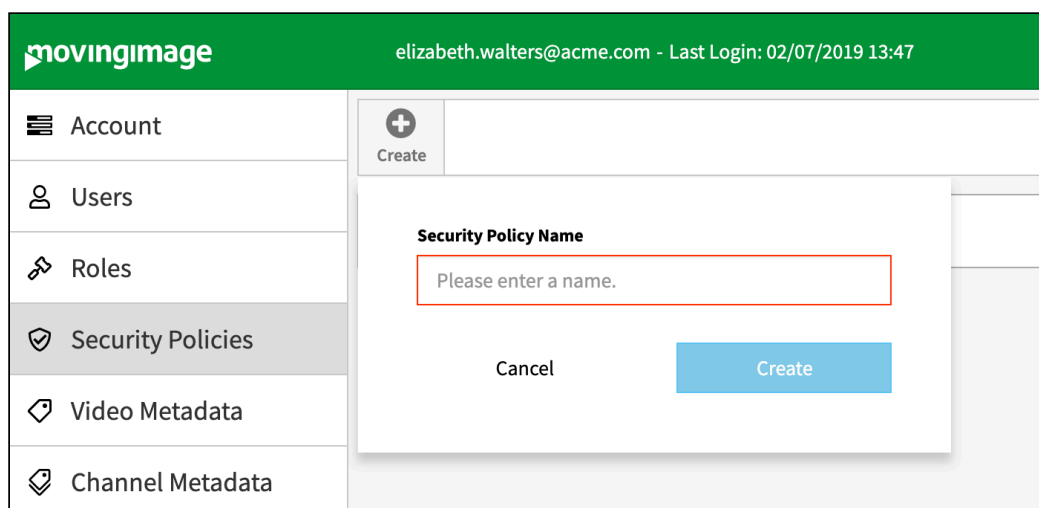 movingimage
elizabeth.walters@acme.com - Last Login: 02/07/2019 13:47
Account
Users
Roles
Security Policies
Video Metadata
Channel Metadata
Create
Security Policy Name
Please enter a name.
Cancel
Create